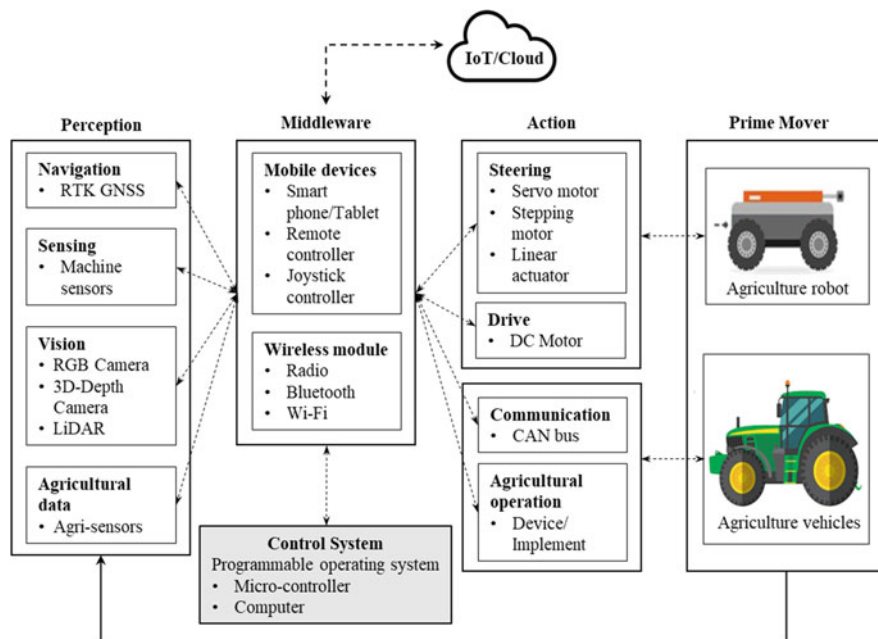 IoT/Cloud
Perception
Navigation
• RTK GNSS
Sensing
• Machine
sensors
Vision
• RGB Camera
• 3D-Depth
Camera
• LiDAR
Agricultural
data
• Agri-sensors
Middleware
Mobile devices
• Smart
phone/Tablet
• Remote
controller
• Joystick
controller
Wireless module
• Radio
• Bluetooth
• Wi-Fi
Control System
Programmable operating system
• Micro-controller
• Computer
Action
Steering
• Servo motor
• Stepping
motor
• Linear
actuator
Drive
• DC Motor
Communication
• CAN bus
Agricultural
operation
• Device/
Implement
Prime Mover
Agriculture robot
Agriculture vehicles